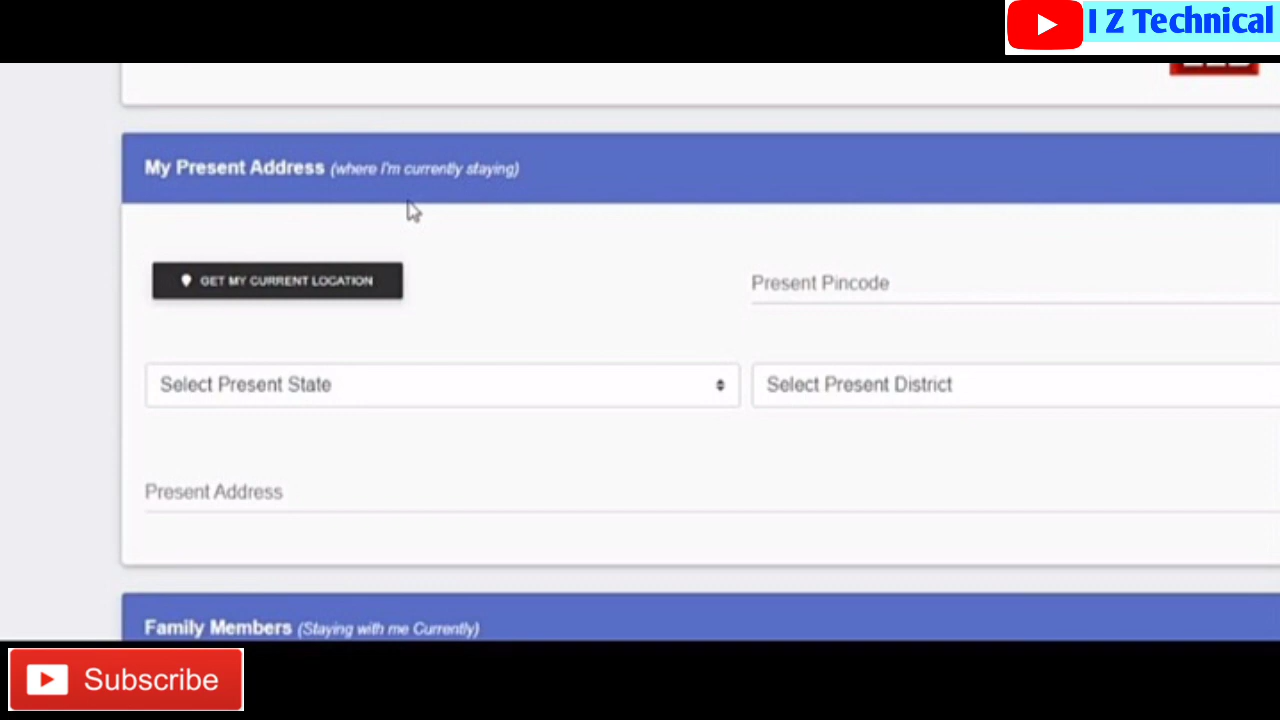 I Z Technical
My Present Address (where I'm currently staying)
GET MY CURRENT LOCATION
Present Pincode
Select Present State
Select Present District
Present Address
Family Members (Staying with me Currently)
Subscribe